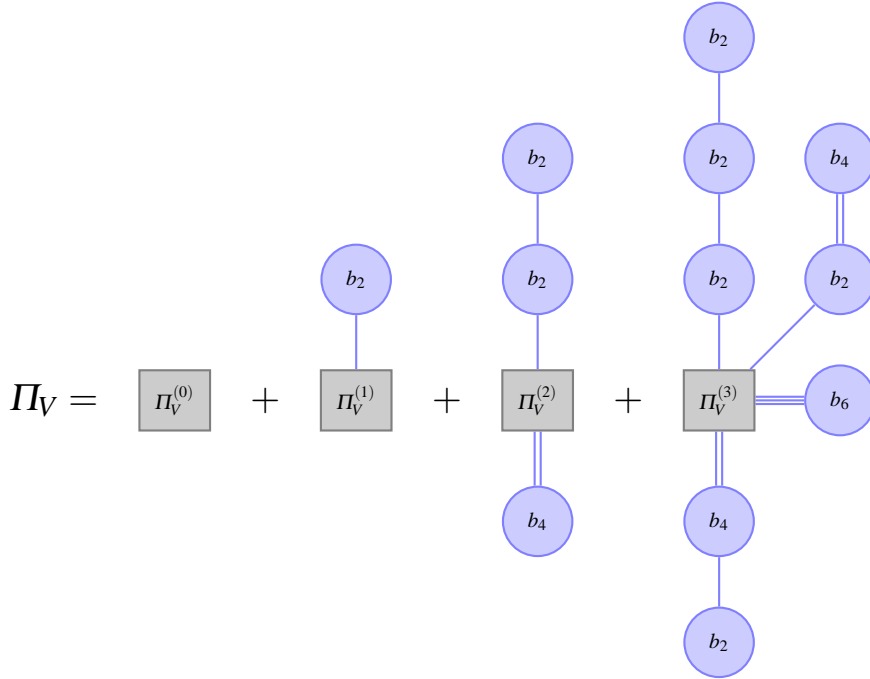 b₂
b₂ b₂ b₄
b₂ b₂ b₂ b₂
Π_V = Π_V^{(0)} + Π_V^{(1)} + Π_V^{(2)} + Π_V^{(3)} b₆
b₄ b₄
b₂